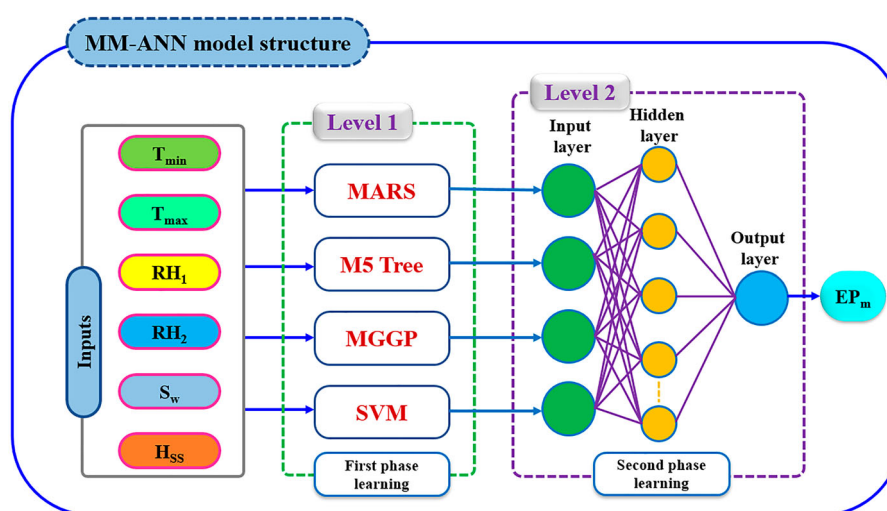 MM-ANN model structure
Inputs
T_min
T_max
RH_1
RH_2
S_w
H_SS
Level 1
MARS
M5 Tree
MGGP
SVM
First phase
learning
Level 2
Input
layer
Hidden
layer
Output
layer
Second phase
learning
EP_m